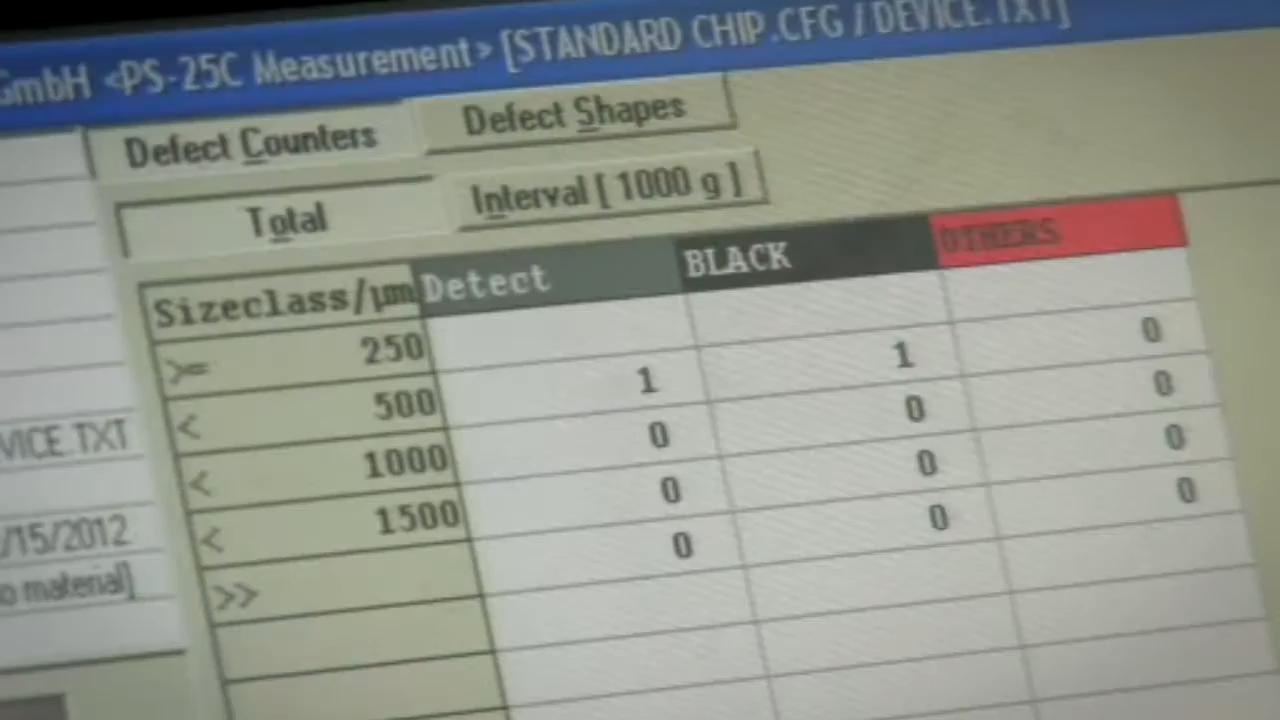 GmbH <PS-25C Measurement> [STANDARD CHIP.CFG / DEVICE.TXT]
Defect Counters Defect Shapes
Total Interval [ 1000 g ]
Sizeclass/µm Detect BLACK OTHERS
>= 250
< 500 1 1 0
< 1000 0 0 0
< 1500 0 0 0
>> 0 0 0
VICE.TXT
/15/2012
o material]